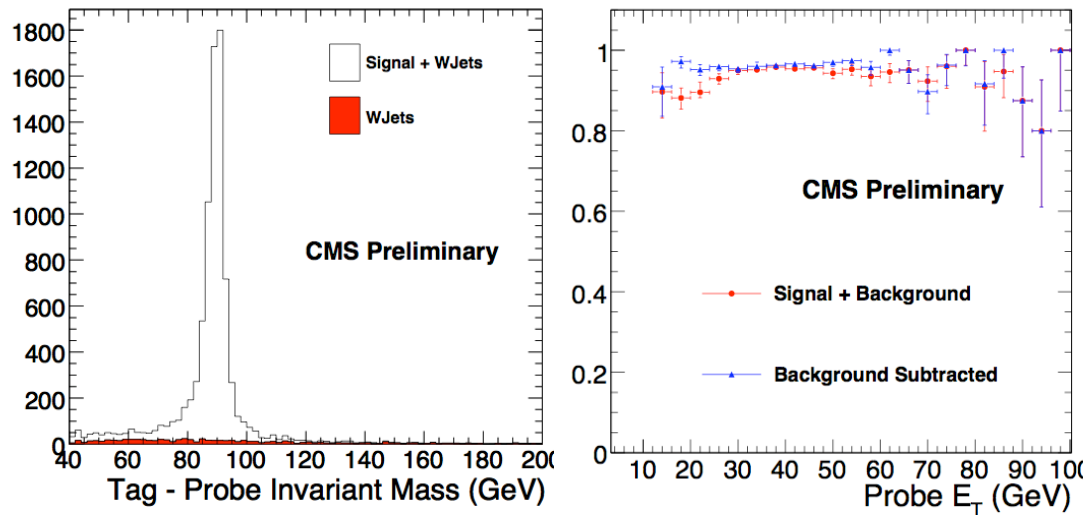 1800
1600
1400
1200
1000
800
600
400
200
0
Signal + WJets
WJets
CMS Preliminary
40 60 80 100 120 140 160 180 200
Tag - Probe Invariant Mass (GeV)
1
0.8
0.6
0.4
0.2
0
CMS Preliminary
Signal + Background
Background Subtracted
10 20 30 40 50 60 70 80 90 100
Probe E_T (GeV)